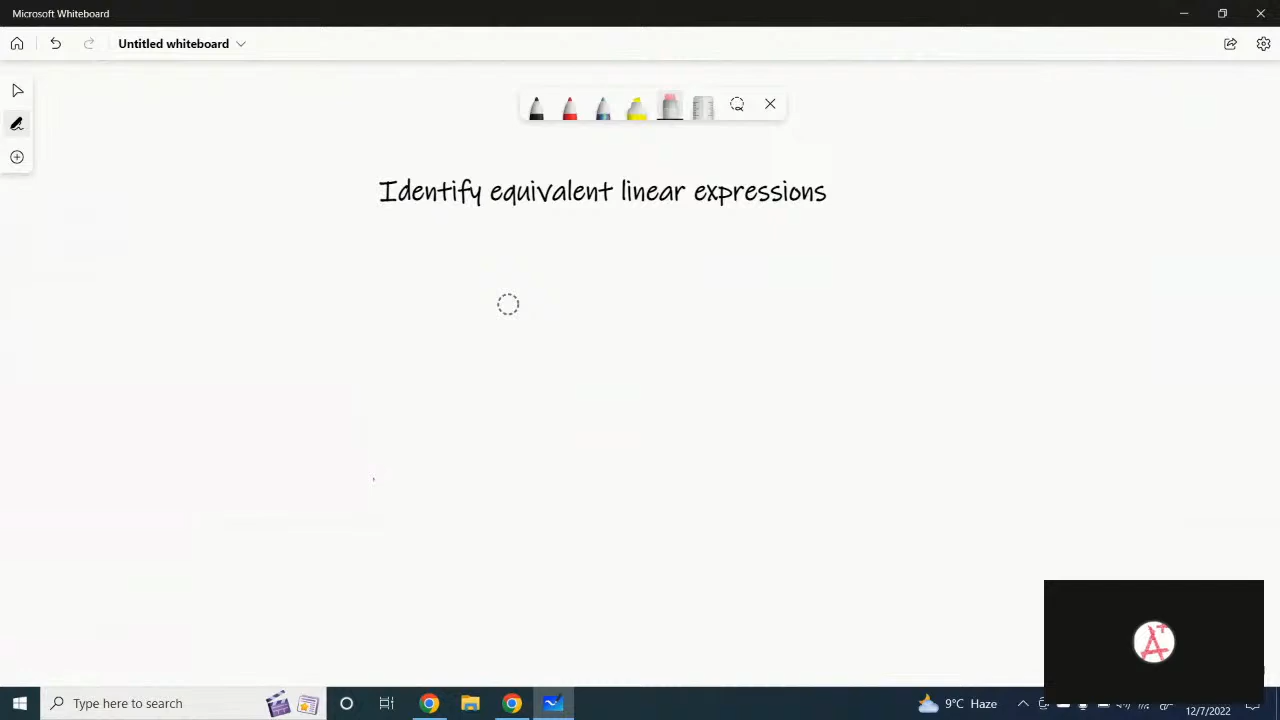 Microsoft Whiteboard
Untitled whiteboard
Identify equivalent linear expressions
A+
Type here to search
9°C Haze
12/7/2022